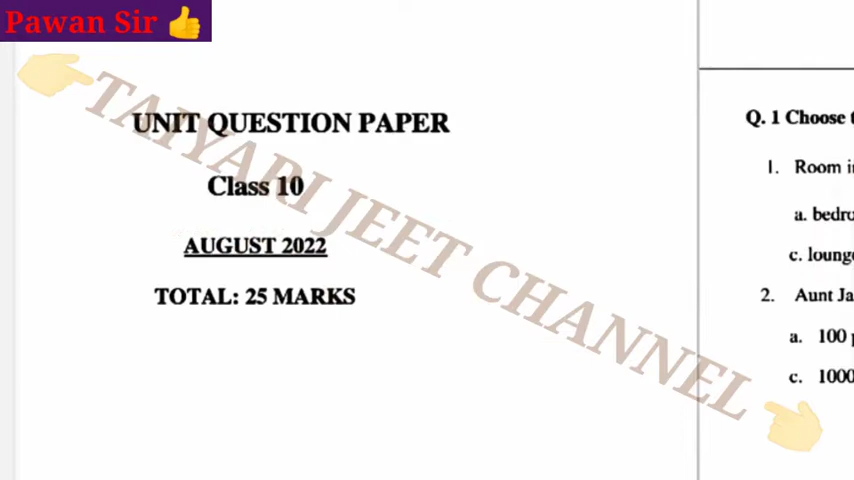 Pawan Sir 👍
UNIT QUESTION PAPER
Class 10
AUGUST 2022
TOTAL: 25 MARKS
TAIYARI JEET CHANNEL
Q. 1 Choose
1. Room
a.
c.
2. Aunt
a. 100
c. 1000